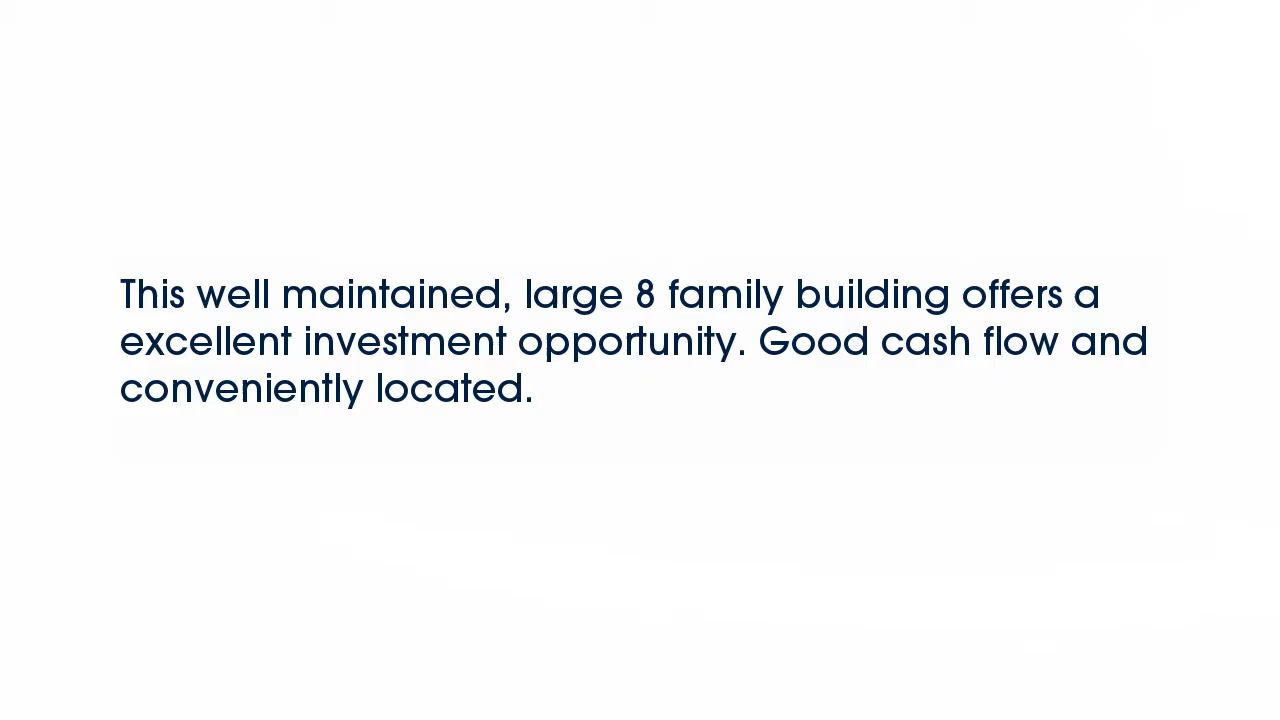 This well maintained, large 8 family building offers a
excellent investment opportunity. Good cash flow and
conveniently located.